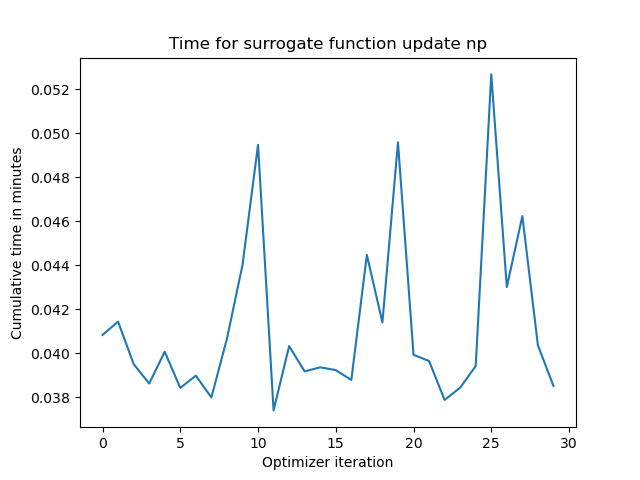 Time for surrogate function update np
Cumulative time in minutes
0.052
0.050
0.048
0.046
0.044
0.042
0.040
0.038
0 5 10 15 20 25 30
Optimizer iteration